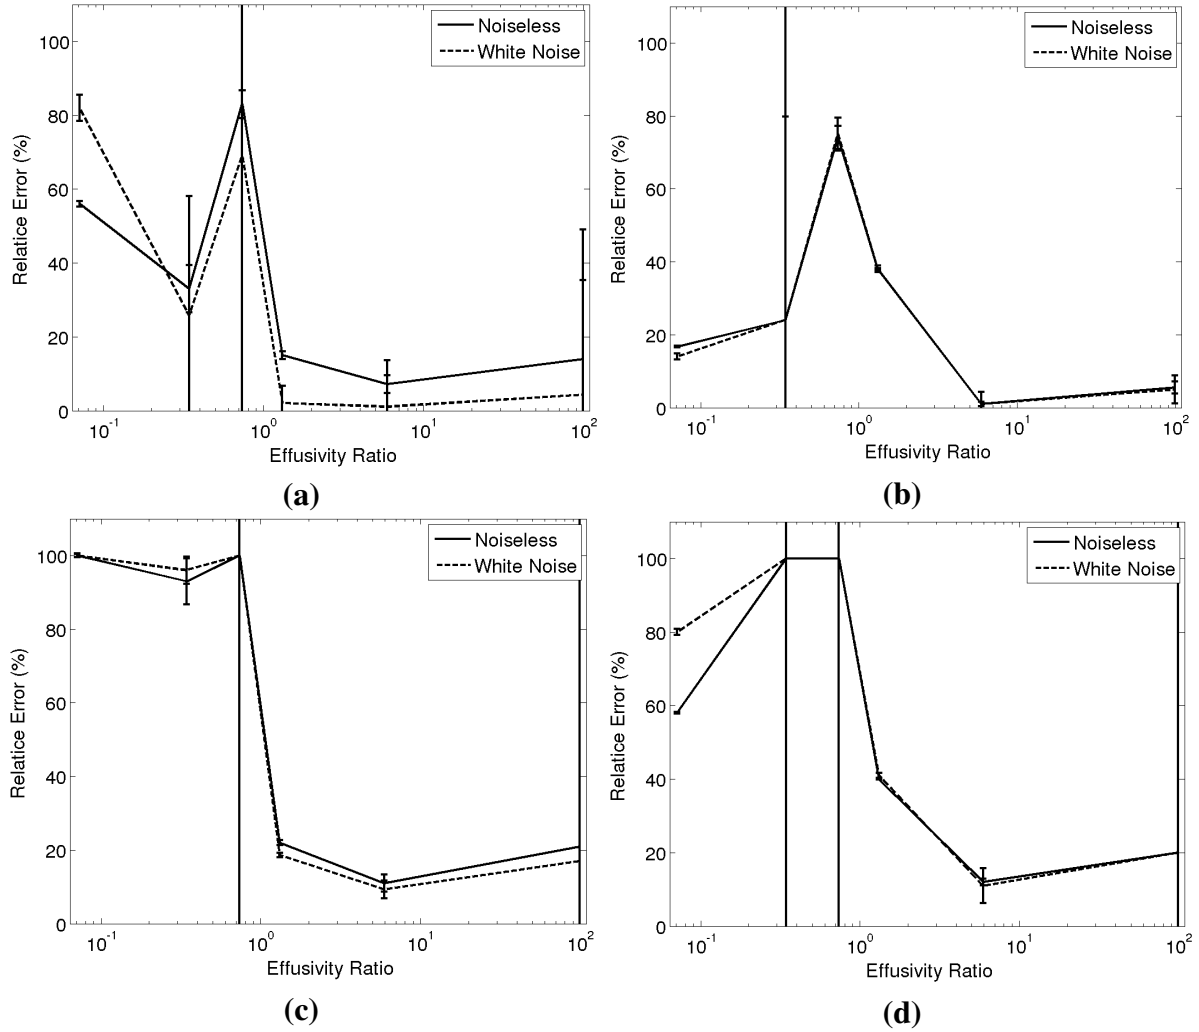 Noiseless
White Noise
100
80
60
40
20
0
Relatice Error (%)
10^-1
10^0
10^1
10^2
Effusivity Ratio
(a)
Noiseless
White Noise
100
80
60
40
20
0
Relatice Error (%)
10^-1
10^0
10^1
10^2
Effusivity Ratio
(b)
Noiseless
White Noise
100
80
60
40
20
0
Relatice Error (%)
10^-1
10^0
10^1
10^2
Effusivity Ratio
(c)
Noiseless
White Noise
100
80
60
40
20
0
Relatice Error (%)
10^-1
10^0
10^1
10^2
Effusivity Ratio
(d)